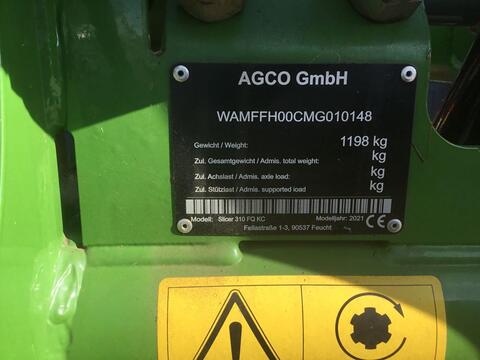 AGCO GmbH
WAMFFH00CMG010148
Gewicht / Weight: 1198 kg
Zul. Gesamtgewicht / Admis. total weight: kg
Zul. Achslast / Admis. axle load: kg
Zul. Stützlast / Admis. supported load kg
Modell: Slicer 310 FQ KC Modelljahr: 2021 CE
Fellastraße 1-3, 90537 Feucht